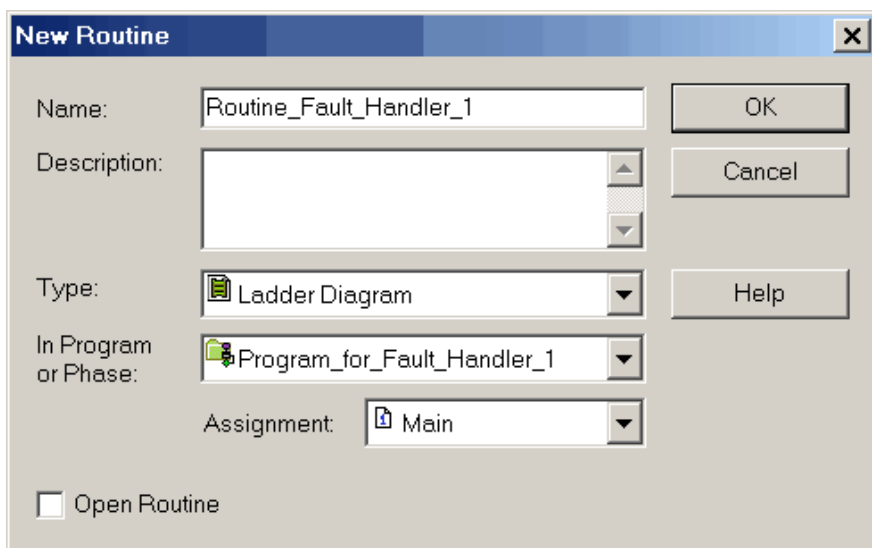 New Routine
Name:
Routine_Fault_Handler_1
OK
Description:
Cancel
Type:
Ladder Diagram
Help
In Program
or Phase:
Program_for_Fault_Handler_1
Assignment:
Main
Open Routine